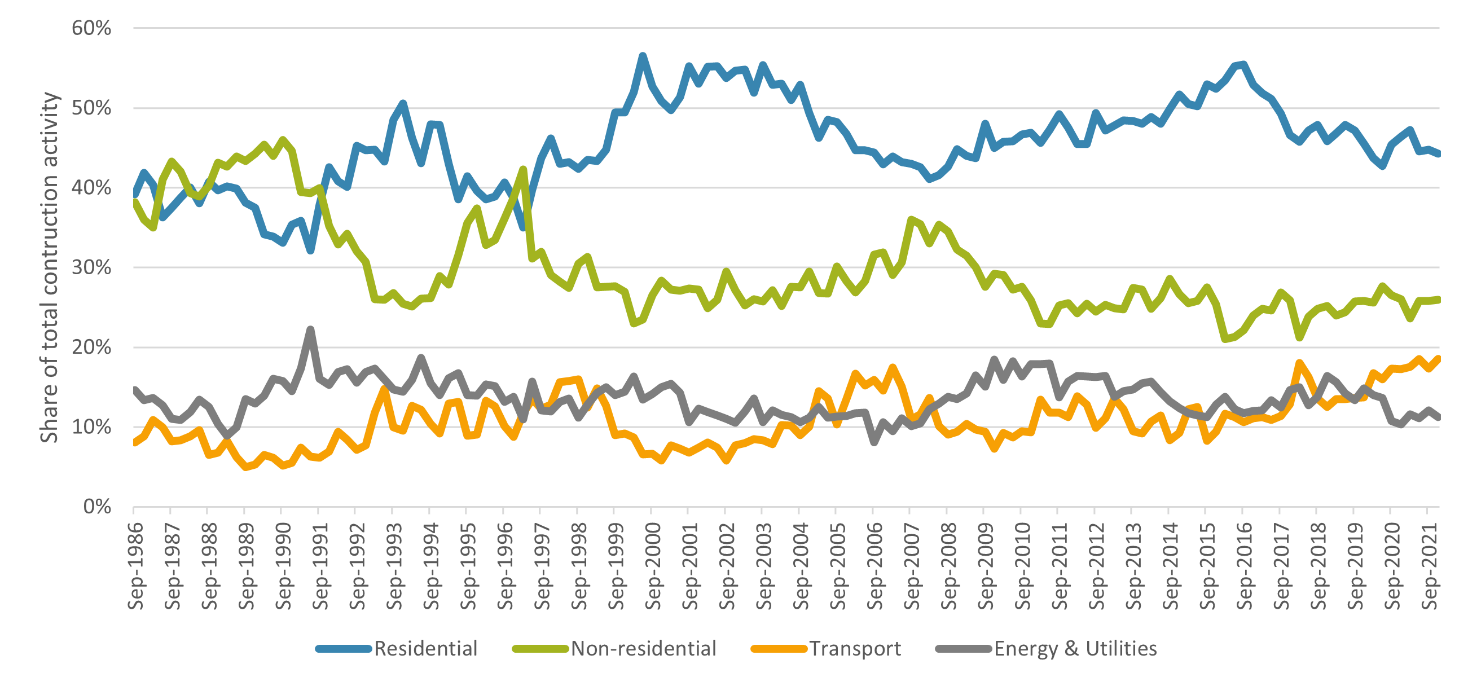 Share of total contruction activity
60%
50%
40%
30%
20%
10%
0%
Sep-1986
Sep-1987
Sep-1988
Sep-1989
Sep-1990
Sep-1991
Sep-1992
Sep-1993
Sep-1994
Sep-1995
Sep-1996
Sep-1997
Sep-1998
Sep-1999
Sep-2000
Sep-2001
Sep-2002
Sep-2003
Sep-2004
Sep-2005
Sep-2006
Sep-2007
Sep-2008
Sep-2009
Sep-2010
Sep-2011
Sep-2012
Sep-2013
Sep-2014
Sep-2015
Sep-2016
Sep-2017
Sep-2018
Sep-2019
Sep-2020
Sep-2021
Residential
Non-residential
Transport
Energy & Utilities